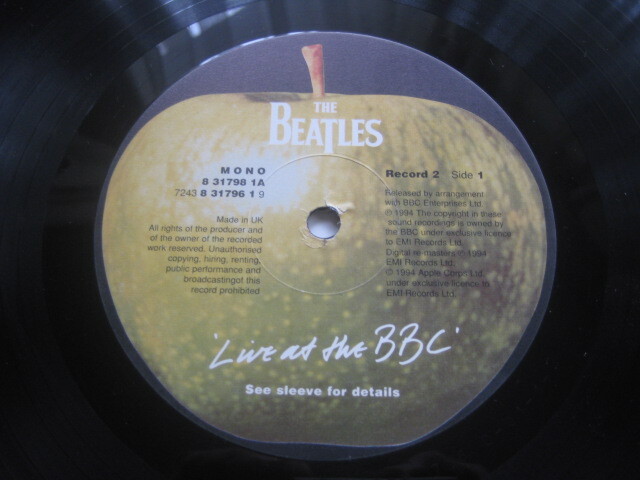 THE
BEATLES
MONO
8 31798 1A
7243 8 31796 1 9
Made in UK
All rights of the producer and
of the owner of the recorded
work reserved. Unauthorised
copying, hiring, renting,
public performance and
broadcastingof this
record prohibited
Record 2 Side 1
Released by arrangement
with BBC Enterprises Ltd.
℗ 1994 The copyright in these
sound recordings is owned by
the BBC under exclusive licence
to EMI Records Ltd.
Digital re-masters ℗ 1994
EMI Records Ltd.
© 1994 Apple Corps Ltd
under exclusive licence to
EMI Records Ltd.
'Live at the BBC'
See sleeve for details